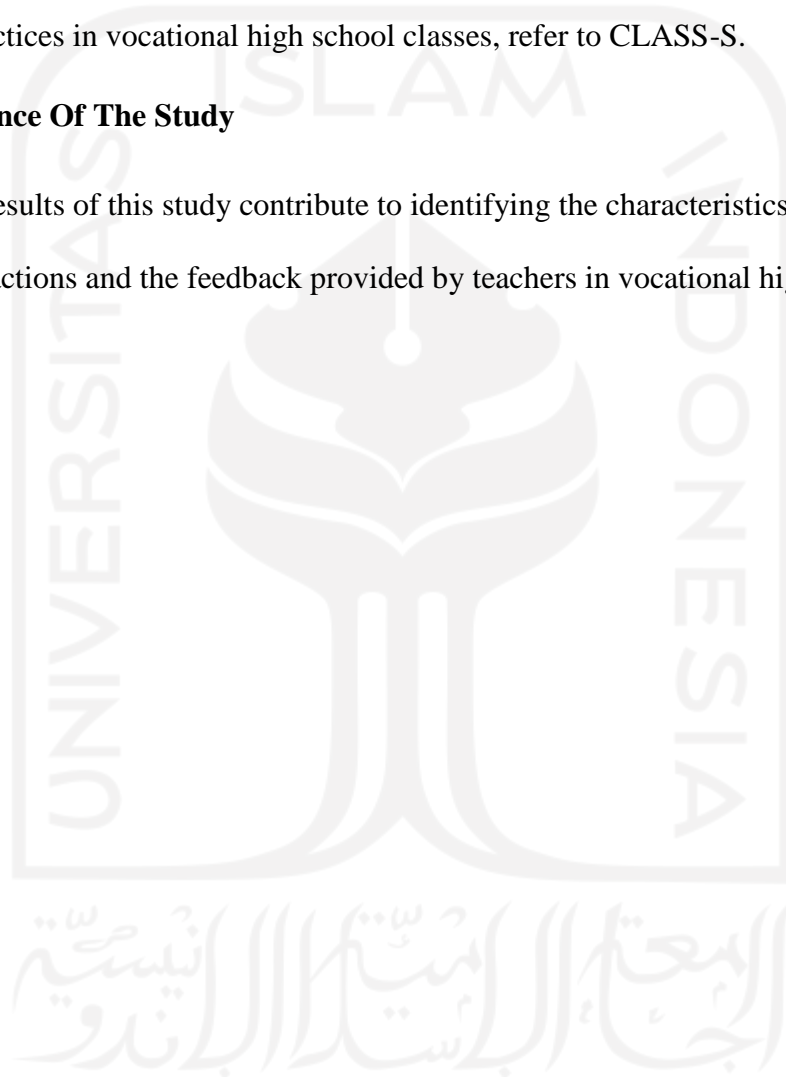 ctices in vocational high school classes, refer to CLASS-S.
nce Of The Study
esults of this study contribute to identifying the characteristics
actions and the feedback provided by teachers in vocational hi
ISLAM
UNIVERSITAS
INDONESIA